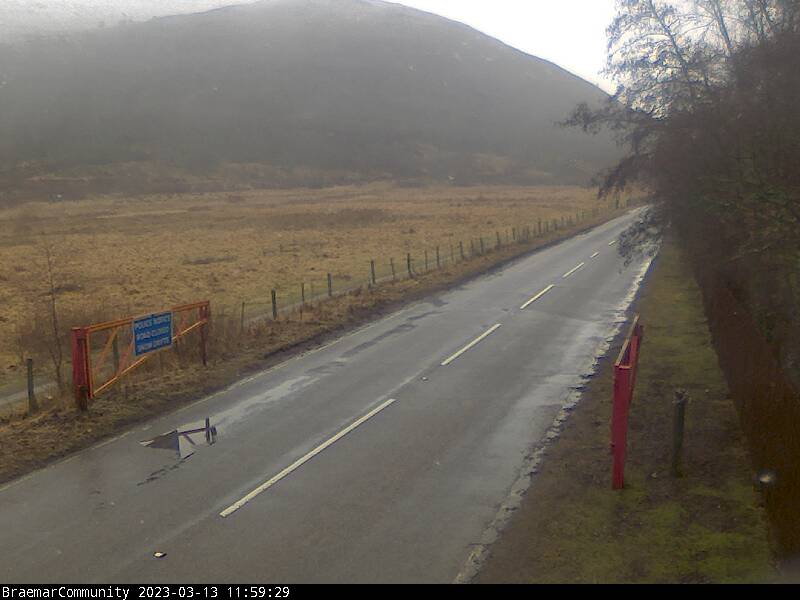 POLICE NOTICE
ROAD CLOSED
SNOW DRIFTS
BraemarCommunity 2023-03-13 11:59:29